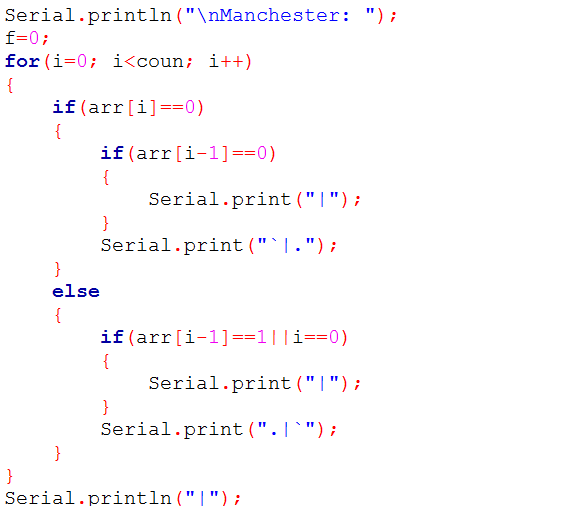 Serial.println("\nManchester: ");
f=0;
for(i=0; i<coun; i++)
{
    if(arr[i]==0)
    {
        if(arr[i-1]==0)
        {
            Serial.print("|");
        }
        Serial.print("`|.");
    }
    else
    {
        if(arr[i-1]==1||i==0)
        {
            Serial.print("|");
        }
        Serial.print(".|`");
    }
}
Serial.println("|");